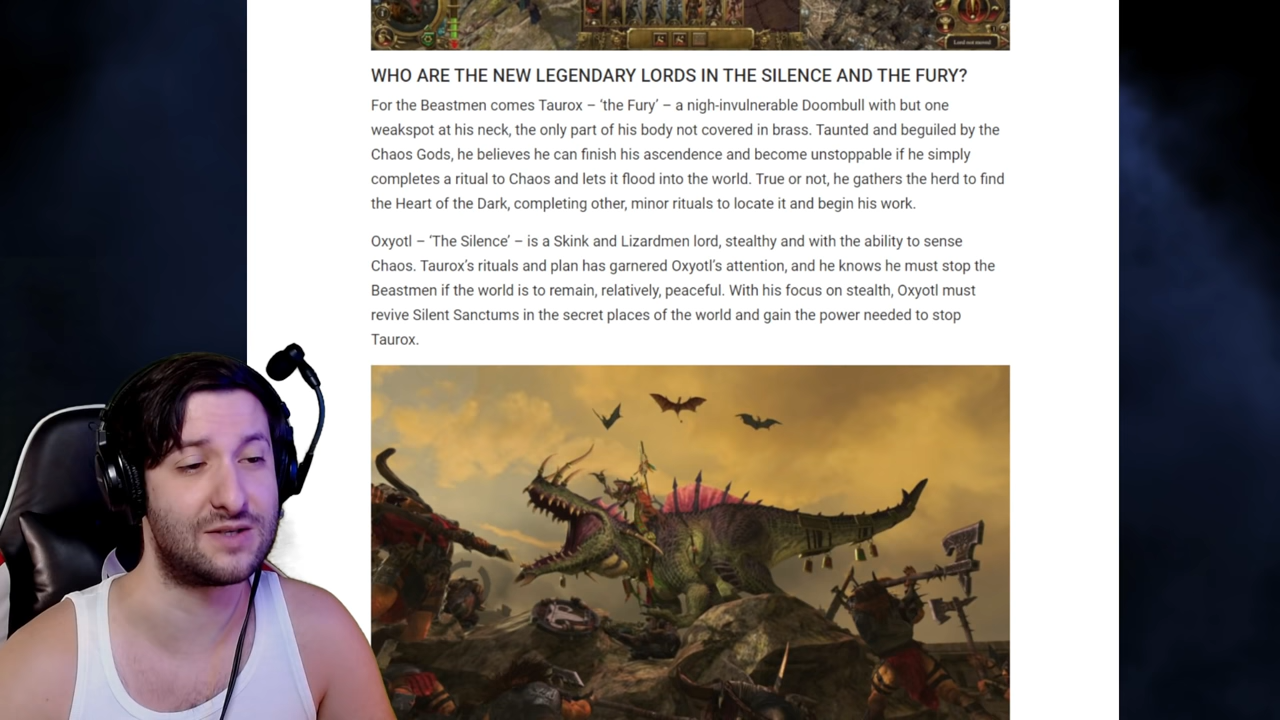 Lord not moved
WHO ARE THE NEW LEGENDARY LORDS IN THE SILENCE AND THE FURY?
For the Beastmen comes Taurox – ‘the Fury’ – a nigh-invulnerable Doombull with but one
weakspot at his neck, the only part of his body not covered in brass. Taunted and beguiled by the
Chaos Gods, he believes he can finish his ascendence and become unstoppable if he simply
completes a ritual to Chaos and lets it flood into the world. True or not, he gathers the herd to find
the Heart of the Dark, completing other, minor rituals to locate it and begin his work.
Oxyotl – ‘The Silence’ – is a Skink and Lizardmen lord, stealthy and with the ability to sense
Chaos. Taurox’s rituals and plan has garnered Oxyotl’s attention, and he knows he must stop the
Beastmen if the world is to remain, relatively, peaceful. With his focus on stealth, Oxyotl must
revive Silent Sanctums in the secret places of the world and gain the power needed to stop
Taurox.